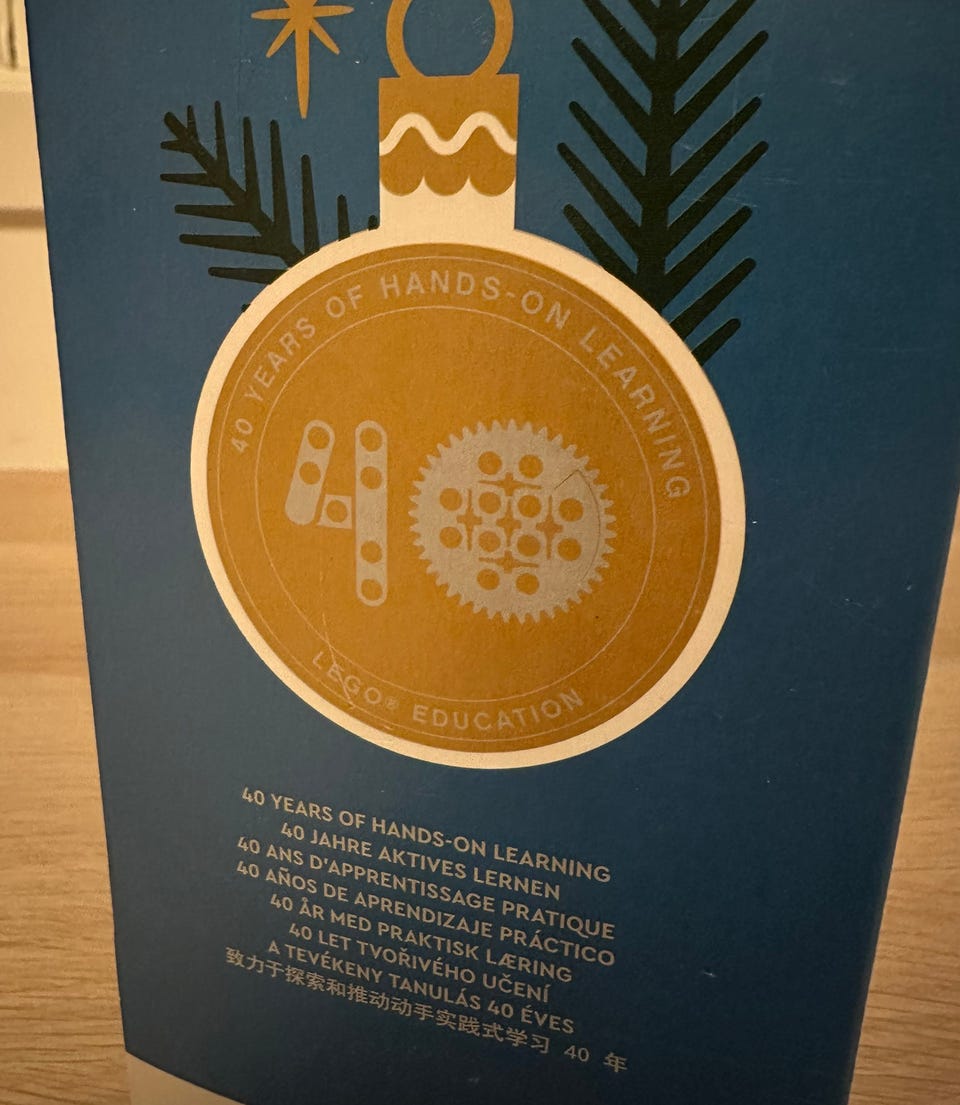 40 YEARS OF HANDS-ON LEARNING
40
LEGO® EDUCATION
40 YEARS OF HANDS-ON LEARNING
40 JAHRE AKTIVES LERNEN
40 ANS D'APPRENTISSAGE PRATIQUE
40 AÑOS DE APRENDIZAJE PRÁCTICO
40 ÅR MED PRAKTISK LÆRING
40 LET TVOŘIVÉHO UČENÍ
A TEVÉKENY TANULÁS 40 ÉVES
致力于探索和推动动手实践式学习 40 年